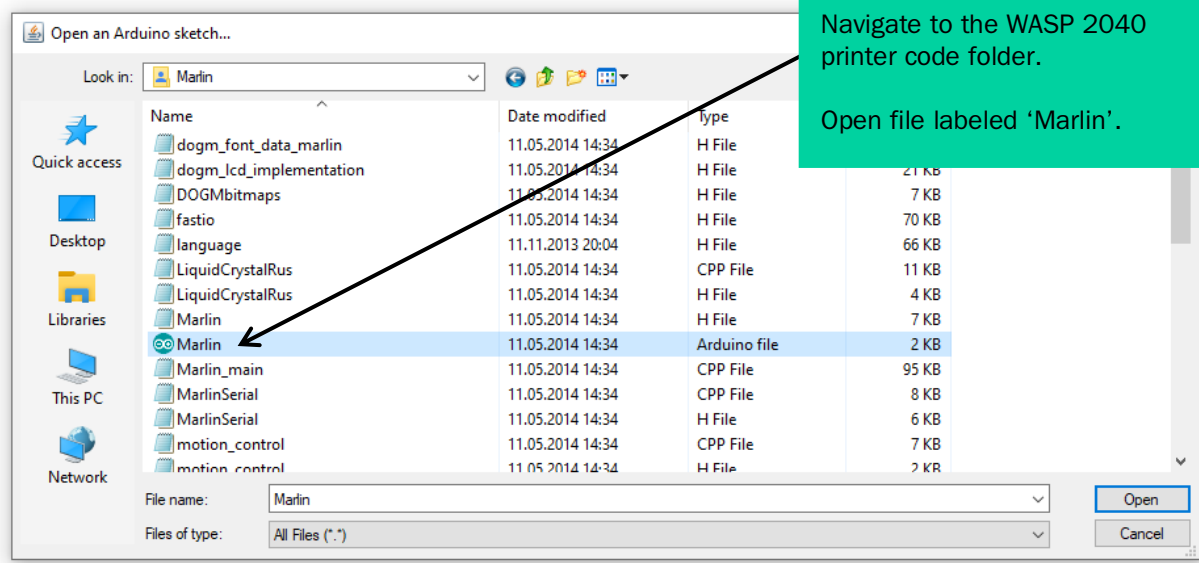 Open an Arduino sketch...
Navigate to the WASP 2040
printer code folder.
Open file labeled ‘Marlin’.
Look in: Marlin
Name Date modified Type
dogm_font_data_marlin 11.05.2014 14:34 H File
dogm_lcd_implementation 11.05.2014 14:34 H File 21 KB
DOGMbitmaps 11.05.2014 14:34 H File 7 KB
fastio 11.05.2014 14:34 H File 70 KB
language 11.11.2013 20:04 H File 66 KB
LiquidCrystalRus 11.05.2014 14:34 CPP File 11 KB
LiquidCrystalRus 11.05.2014 14:34 H File 4 KB
Marlin 11.05.2014 14:34 H File 7 KB
Marlin 11.05.2014 14:34 Arduino file 2 KB
Marlin_main 11.05.2014 14:34 CPP File 95 KB
MarlinSerial 11.05.2014 14:34 CPP File 8 KB
MarlinSerial 11.05.2014 14:34 H File 6 KB
motion_control 11.05.2014 14:34 CPP File 7 KB
motion_control 11.05.2014 14:34 H File 2 KB
Quick access
Desktop
Libraries
This PC
Network
File name: Marlin Open
Files of type: All Files (*.*) Cancel